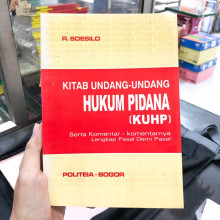 R. SOESILO
KITAB UNDANG-UNDANG
HUKUM PIDANA
(KUHP)
Serta Komentar - komentarnya
Lengkap Pasal Demi Pasal
POLITEIA - BOGOR